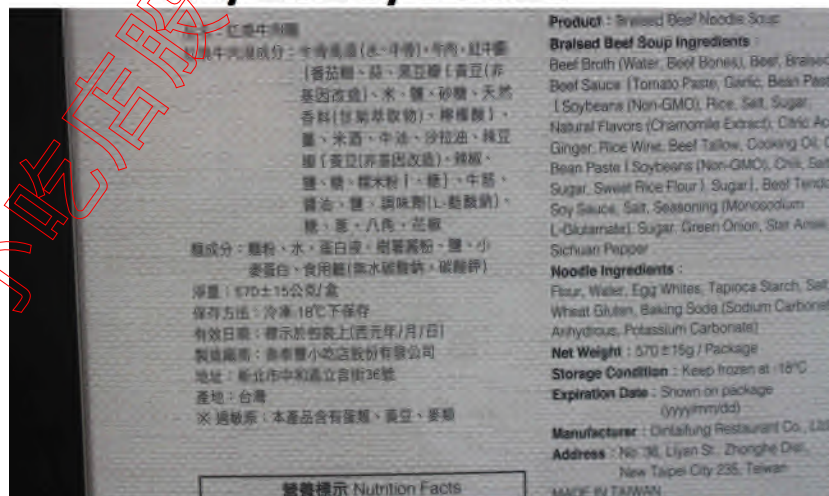 紅燒牛肉麵
紅燒牛肉湯成分：牛骨高湯(水、牛骨)、牛肉、紅牛醬
(番茄糊、蒜、黑豆瓣{黃豆(非
基因改造)、米、鹽、砂糖、天然
香料(甘菊萃取物)、檸檬酸}、
薑、米酒、牛油、沙拉油、辣豆
瓣{黃豆(非基因改造)、辣椒、
鹽、糖、糯米粉}、糖)、牛筋、
醬油、鹽、調味劑(L-麩酸鈉)、
糖、蔥、八角、花椒
麵成分：麵粉、水、蛋白液、樹薯澱粉、鹽、小
麥蛋白、食用鹼(無水碳酸鈉、碳酸鉀)
淨重：570±15公克/盒
保存方法：冷凍-18℃下保存
有效日期：標示於包裝上(西元年/月/日)
製造廠商：鼎泰豐小吃店股份有限公司
地址：新北市中和區立言街36號
產地：台灣
※ 過敏原：本產品含有蛋類、黃豆、麥類
營養標示 Nutrition Facts
Product : Braised Beef Noodle Soup
Braised Beef Soup Ingredients :
Beef Broth (Water, Beef Bones), Beef, Braised
Beef Sauce (Tomato Paste, Garlic, Bean Paste
{Soybeans (Non-GMO), Rice, Salt, Sugar,
Natural Flavors (Chamomile Extract), Citric
Ginger, Rice Wine, Beef Tallow, Cooking Oil,
Bean Paste {Soybeans (Non-GMO), Chili, Salt
Sugar, Sweet Rice Flour}, Sugar), Beef
Soy Sauce, Salt, Seasoning (Monosodium
L-Glutamate), Sugar, Green Onion, Star Anise,
Sichuan Pepper
Noodle Ingredients :
Flour, Water, Egg Whites, Tapioca Starch, Salt
Wheat Gluten, Baking Soda (Sodium
Anhydrous, Potassium Carbonate)
Net Weight : 570±15g / Package
Storage Condition : Keep frozen at -18°C
Expiration Date : Shown on package
(yyyy/mm/dd)
Manufacturer : Dintaifung Restaurant Co., Ltd
Address : No. 36, Liyan St., Zhonghe Dist.,
New Taipei City 235, Taiwan
MADE IN TAIWAN
小吃店股